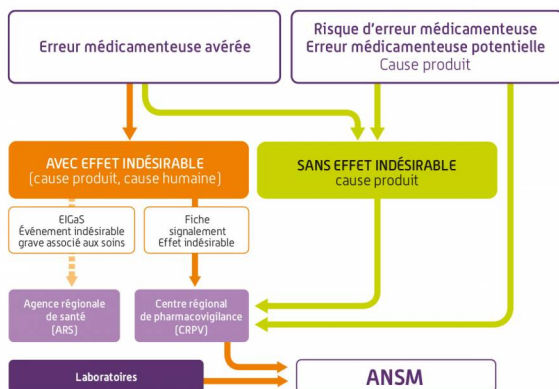 Erreur médicamenteuse avérée
Risque d'erreur médicamenteuse
Erreur médicamenteuse potentielle
Cause produit
AVEC EFFET INDÉSIRABLE
(cause produit, cause humaine)
SANS EFFET INDÉSIRABLE
cause produit
EIGaS
Événement indésirable
grave associé aux soins
Fiche
signalement
Effet indésirable
Agence régionale
de santé
(ARS)
Centre régional
de pharmacovigilance
(CRPV)
Laboratoires
ANSM